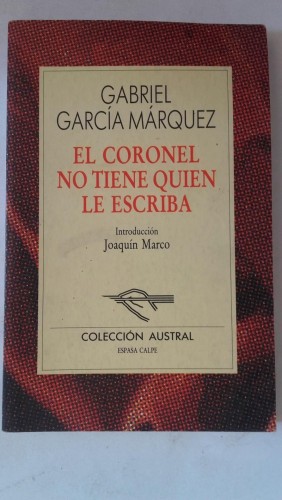 GABRIEL
GARCÍA MÁRQUEZ
EL CORONEL
NO TIENE QUIEN
LE ESCRIBA
Introducción
Joaquín Marco
COLECCIÓN AUSTRAL
ESPASA CALPE